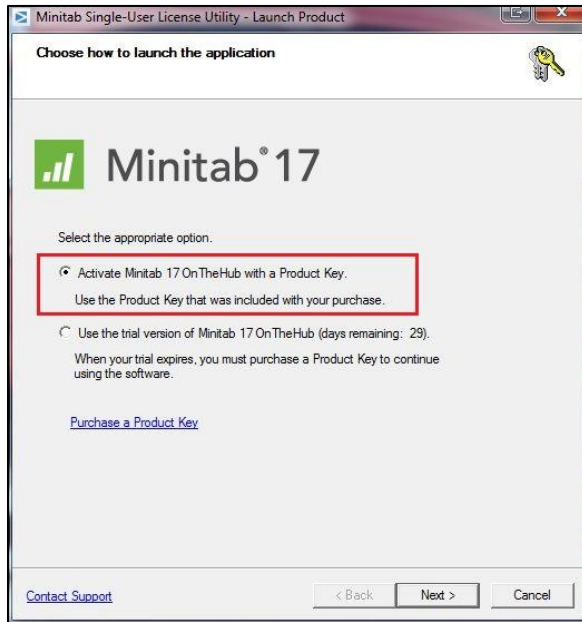 Minitab Single-User License Utility - Launch Product
Choose how to launch the application
Minitab® 17
Select the appropriate option.
Activate Minitab 17 OnTheHub with a Product Key.
Use the Product Key that was included with your purchase.
Use the trial version of Minitab 17 OnTheHub (days remaining: 29).
When your trial expires, you must purchase a Product Key to continue
using the software.
Purchase a Product Key
Contact Support
< Back Next > Cancel